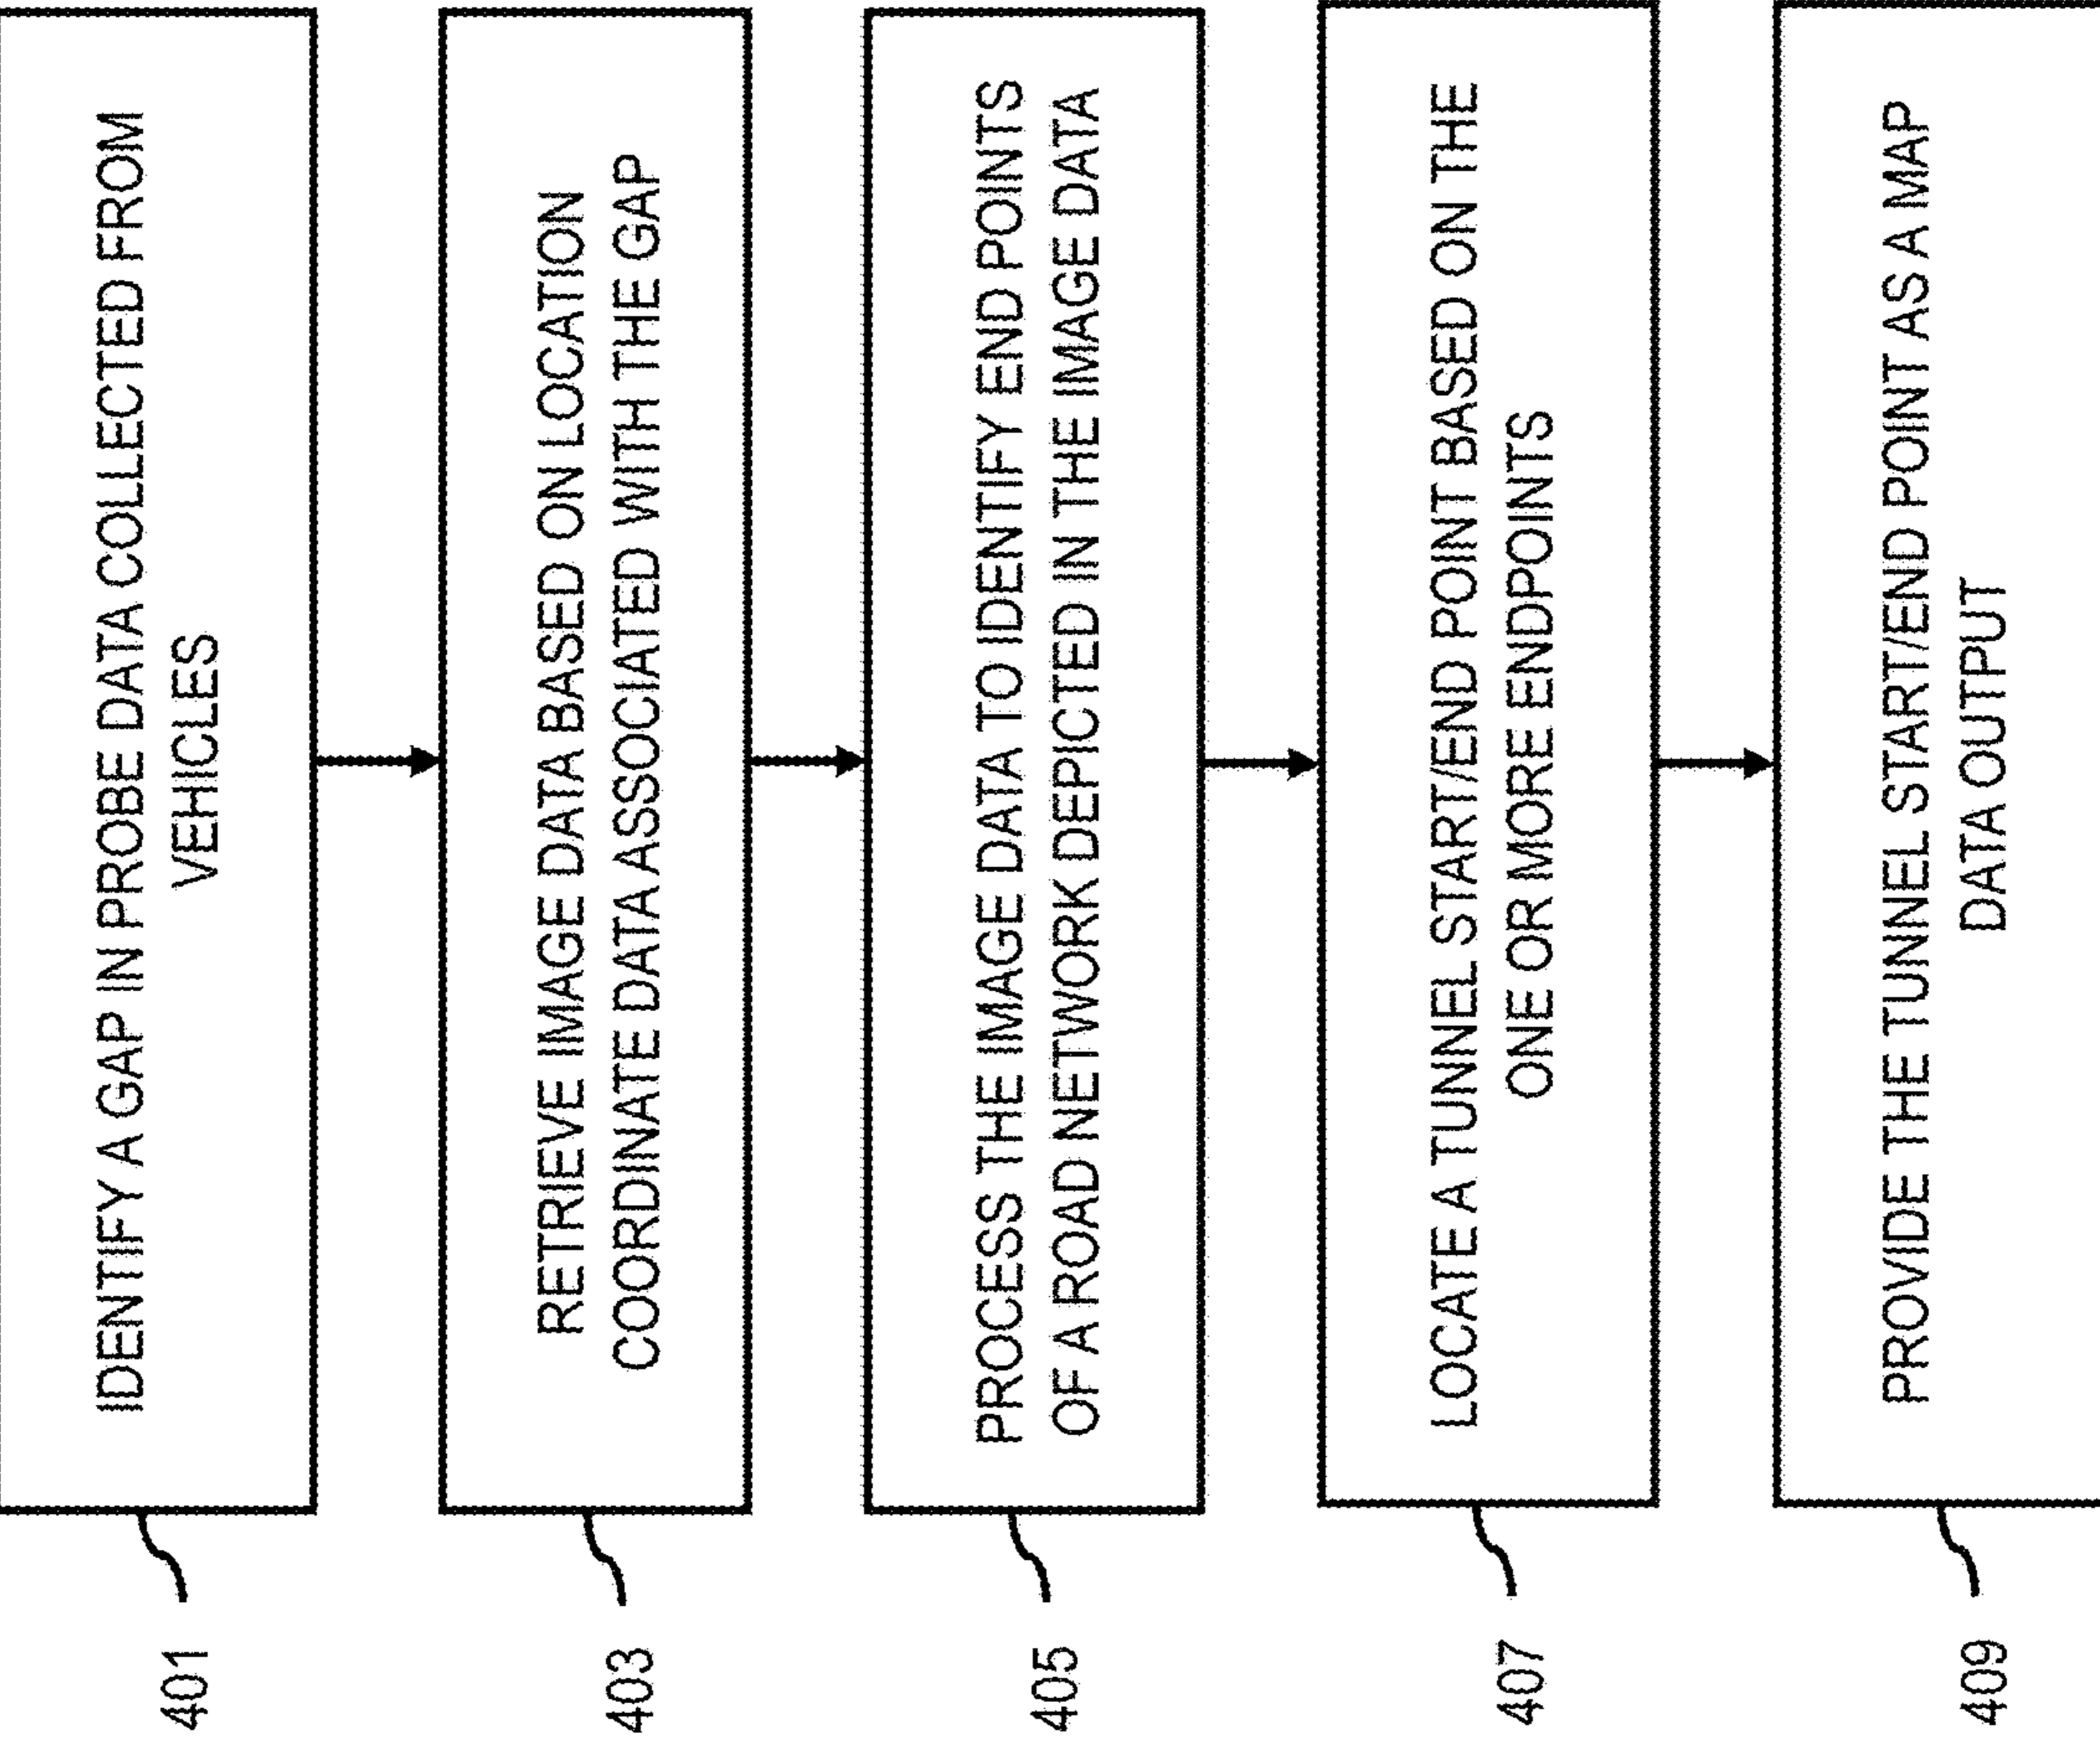 401
IDENTIFY A GAP IN PROBE DATA COLLECTED FROM
VEHICLES
403
RETRIEVE IMAGE DATA BASED ON LOCATION
COORDINATE DATA ASSOCIATED WITH THE GAP
405
PROCESS THE IMAGE DATA TO IDENTIFY END POINTS
OF A ROAD NETWORK DEPICTED IN THE IMAGE DATA
407
LOCATE A TUNNEL START/END POINT BASED ON THE
ONE OR MORE ENDPOINTS
409
PROVIDE THE TUNNEL START/END POINT AS A MAP
DATA OUTPUT